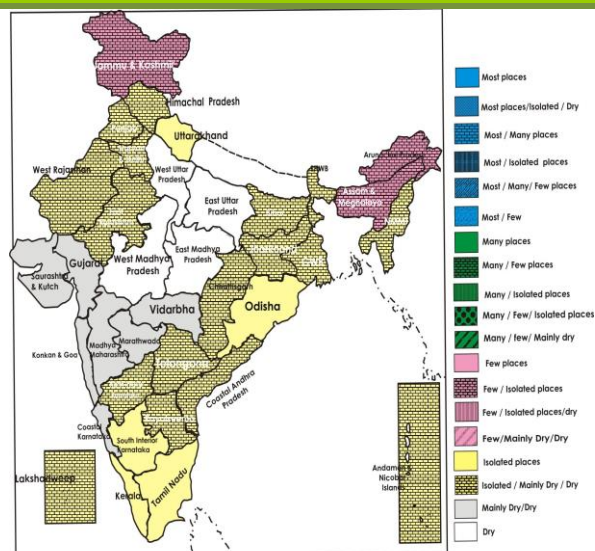 Jammu & Kashmir
Himachal Pradesh
Punjab
Uttarakhand
West Rajasthan
West Uttar
Pradesh
East Uttar
Pradesh
Assam &
Meghalaya
Bihar
Gujarat
Saurashtra
& Kutch
West Madhya
Pradesh
East Madhya
Pradesh
Chhattisgarh
Vidarbha
Odisha
Konkan & Goa
Madhya
Maharashtra
Marathwada
Telangana
Coastal Andhra
Pradesh
Coastal
Karnataka
South Interior
Karnataka
Lakshadweep
Kerala
Tamil Nadu
Andaman
Nicobar
Islands
Most places
Most places/Isolated / Dry
Most / Many places
Most / Isolated places
Most / Many/ Few places
Most / Few
Many places
Many / Few places
Many / Isolated places
Many / Few/ Isolated places
Many / few/ Mainly dry
Few places
Few / Isolated places
Few / Isolated places/dry
Few/Mainly Dry/Dry
Isolated places
Isolated / Mainly Dry / Dry
Mainly Dry/Dry
Dry